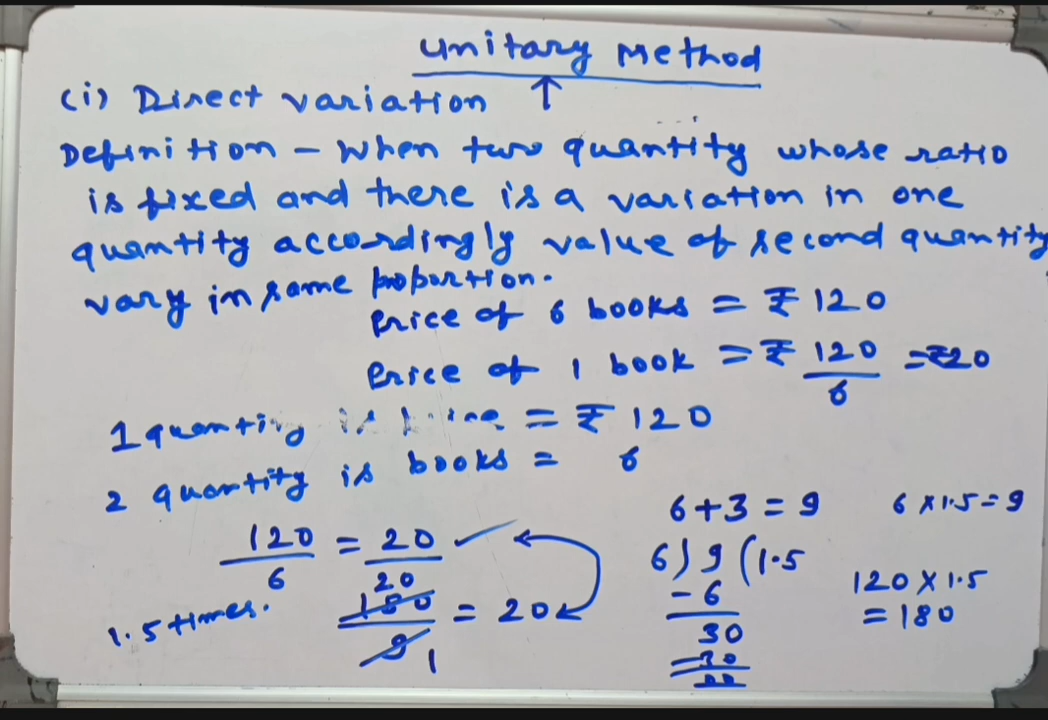 Unitary Method
(i) Direct variation ↑
Definition - When two quantity whose ratio
is fixed and there is a variation in one
quantity accordingly value of second quantity
vary in same proportion.
Price of 6 books = ₹ 120
Price of 1 book = ₹ 120/6 = ₹20
1 quantity is = ₹ 120
2 quantity is books = 6
6+3 = 9
6 x 1.5 = 9
120/6 = 20 ✓
6) 9 (1.5
- 6
30
- 30
120 x 1.5
= 180
1.5 times.
20
180/9 = 20
1